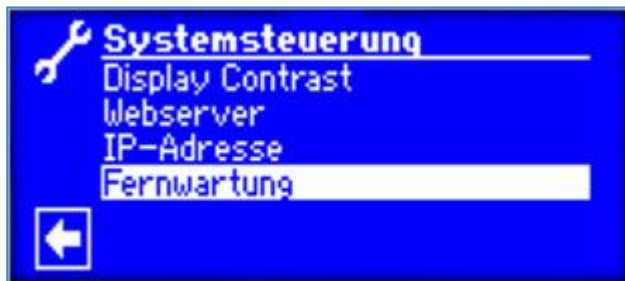 Systemsteuerung
Display Contrast
Webserver
IP-Adresse
Fernwartung